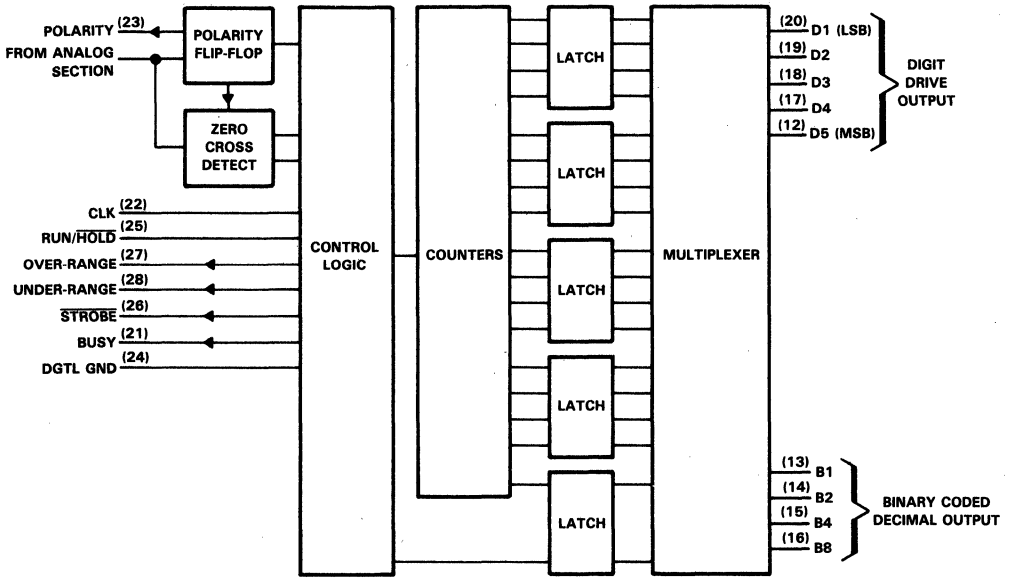 POLARITY (23)
FROM ANALOG
SECTION
POLARITY
FLIP-FLOP
ZERO
CROSS
DETECT
CLK (22)
RUN/HOLD (25)
OVER-RANGE (27)
UNDER-RANGE (28)
STROBE (26)
BUSY (21)
DGTL GND (24)
CONTROL
LOGIC
COUNTERS
LATCH
LATCH
LATCH
LATCH
LATCH
MULTIPLEXER
(20) D1 (LSB)
(19) D2
(18) D3
(17) D4
(12) D5 (MSB)
DIGIT
DRIVE
OUTPUT
(13) B1
(14) B2
(15) B4
(16) B8
BINARY CODED
DECIMAL OUTPUT